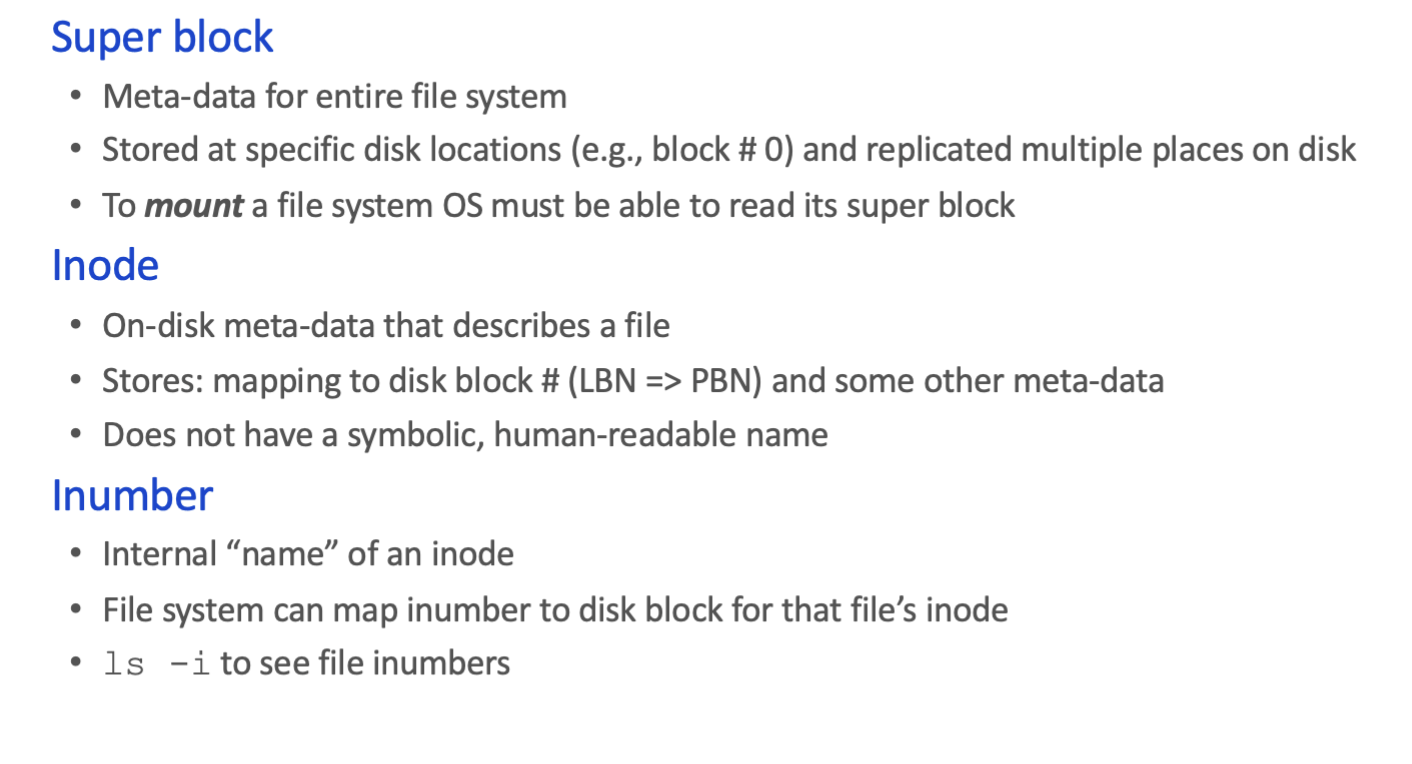 Super block
• Meta-data for entire file system
• Stored at specific disk locations (e.g., block # 0) and replicated multiple places on disk
• To mount a file system OS must be able to read its super block
Inode
• On-disk meta-data that describes a file
• Stores: mapping to disk block # (LBN => PBN) and some other meta-data
• Does not have a symbolic, human-readable name
Inumber
• Internal “name” of an inode
• File system can map inumber to disk block for that file’s inode
• ls -i to see file inumbers